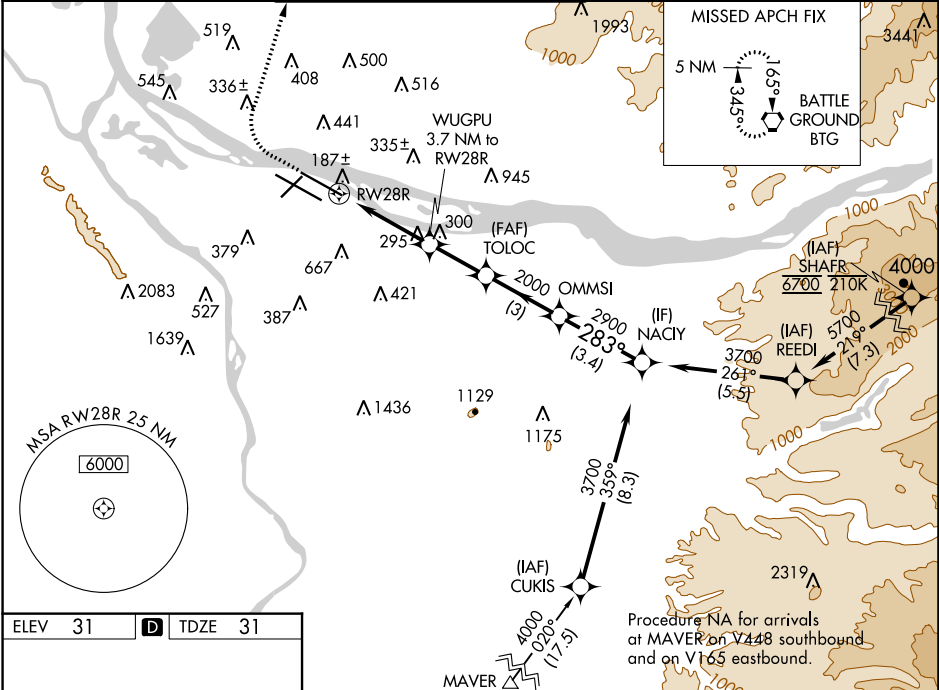 519
545
336±
408
500
516
441
335±
187±
RW28R
WUGPU
3.7 NM to
RW28R
945
1993
1000
3441
MISSED APCH FIX
5 NM
165°
345°
BATTLE
GROUND
BTG
379
667
295
300
(FAF)
TOLOC
2083
527
387
421
1639
2000
(3)
OMMSI
2900
283°
(3.4)
(IF)
NACIY
3700
261°
(5.5)
(IAF)
REEDI
5700
219°
(7.3)
(IAF)
SHAFR
6700 210K
4000
1000
2000
1000
MSA RW28R 25 NM
6000
1436
1129
1175
3700
359°
(8.3)
(IAF)
CUKIS
4000
020°
(17.5)
MAVER
2319
Procedure NA for arrivals
at MAVER on V448 southbound
and on V165 eastbound.
1000
ELEV 31 D TDZE 31